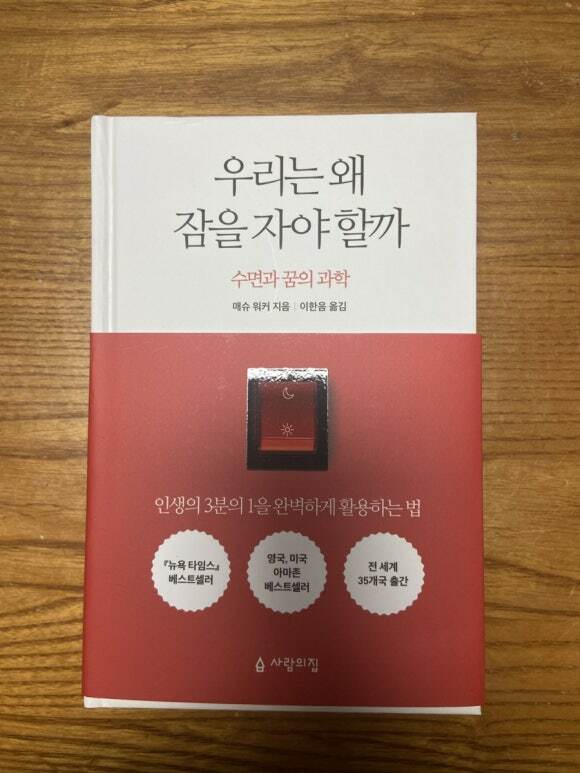 우리는 왜
잠을 자야 할까
수면과 꿈의 과학
매슈 워커 지음 | 이한음 옮김
인생의 3분의 1을 완벽하게 활용하는 법
『뉴욕 타임스』
베스트셀러
영국, 미국
아마존
베스트셀러
전 세계
35개국 출간
사람의집